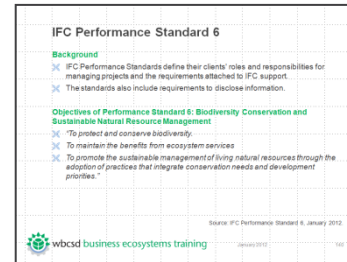 IFC Performance Standard 6
Background
IFC Performance Standards define their clients' roles and responsibilities for
managing projects and the requirements attached to IFC support.
The standards also include requirements to disclose information.
Objectives of Performance Standard 6: Biodiversity Conservation and
Sustainable Natural Resource Management
"To protect and conserve biodiversity.
To maintain the benefits from ecosystem services
To promote the sustainable management of living natural resources through the
adoption of practices that integrate conservation needs and development
priorities."
Source: IFC Performance Standard 6, January 2012
wbcsd business ecosystems training
January 2012